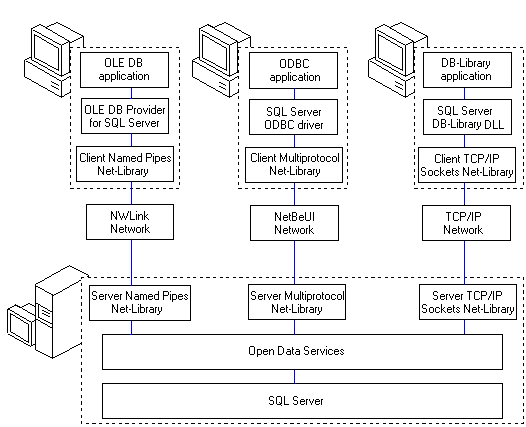 OLE DB
application
ODBC
application
DB-Library
application
OLE DB Provider
for SQL Server
SQL Server
ODBC driver
SQL Server
DB-Library DLL
Client Named Pipes
Net-Library
Client Multiprotocol
Net-Library
Client TCP/IP
Sockets Net-Library
NWLink
Network
NetBeUI
Network
TCP/IP
Network
Server Named Pipes
Net-Library
Server Multiprotocol
Net-Library
Server TCP/IP
Sockets Net-Library
Open Data Services
SQL Server